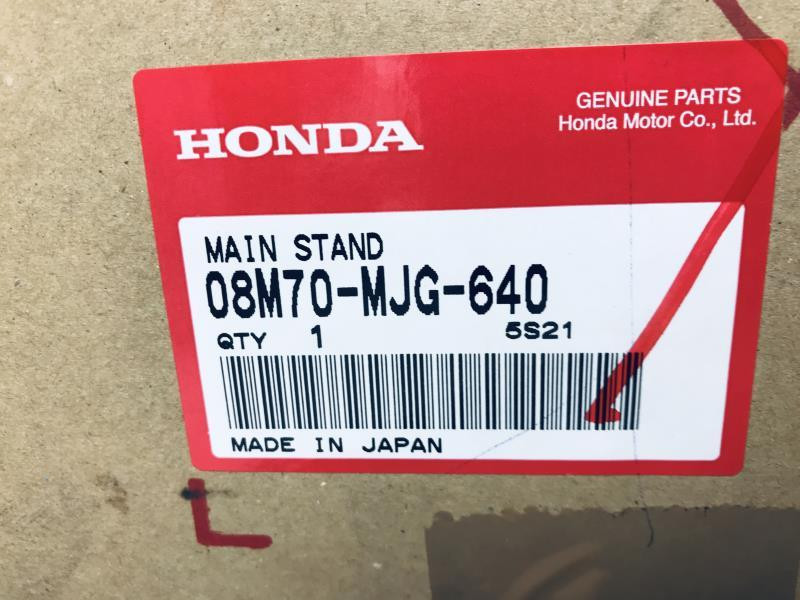 HONDA
GENUINE PARTS
Honda Motor Co., Ltd.
MAIN STAND
08M70-MJG-640
QTY 1 5S21
MADE IN JAPAN
L